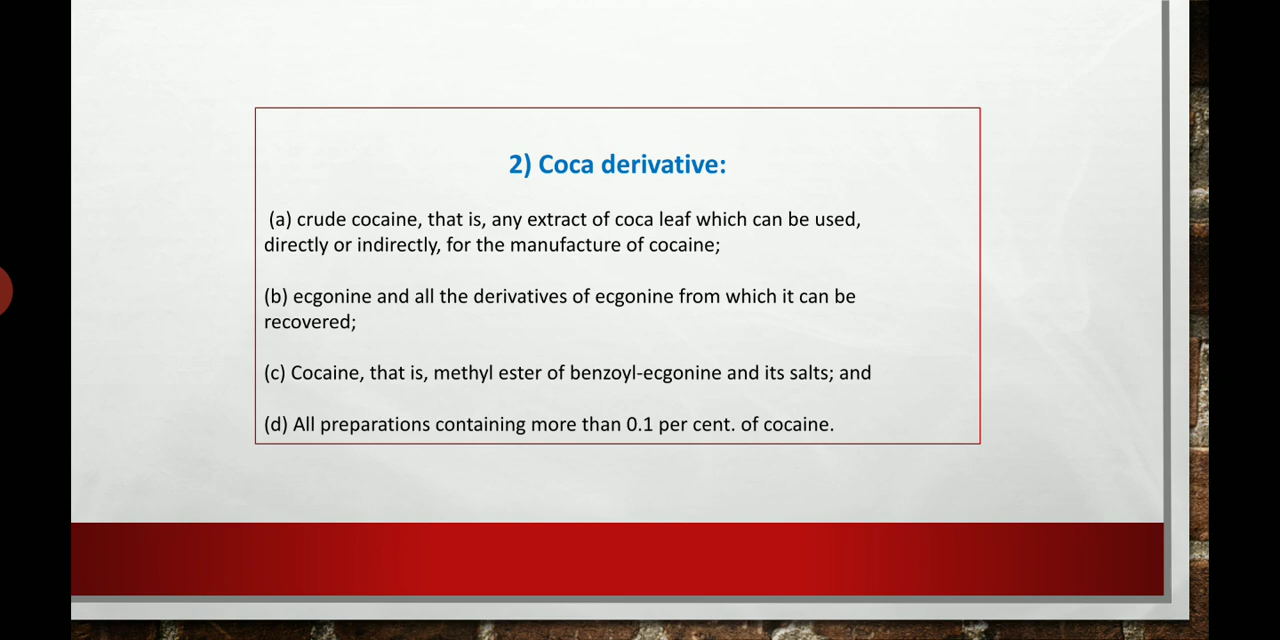 2) Coca derivative:
(a) crude cocaine, that is, any extract of coca leaf which can be used,
directly or indirectly, for the manufacture of cocaine;
(b) ecgonine and all the derivatives of ecgonine from which it can be
recovered;
(c) Cocaine, that is, methyl ester of benzoyl-ecgonine and its salts; and
(d) All preparations containing more than 0.1 per cent. of cocaine.